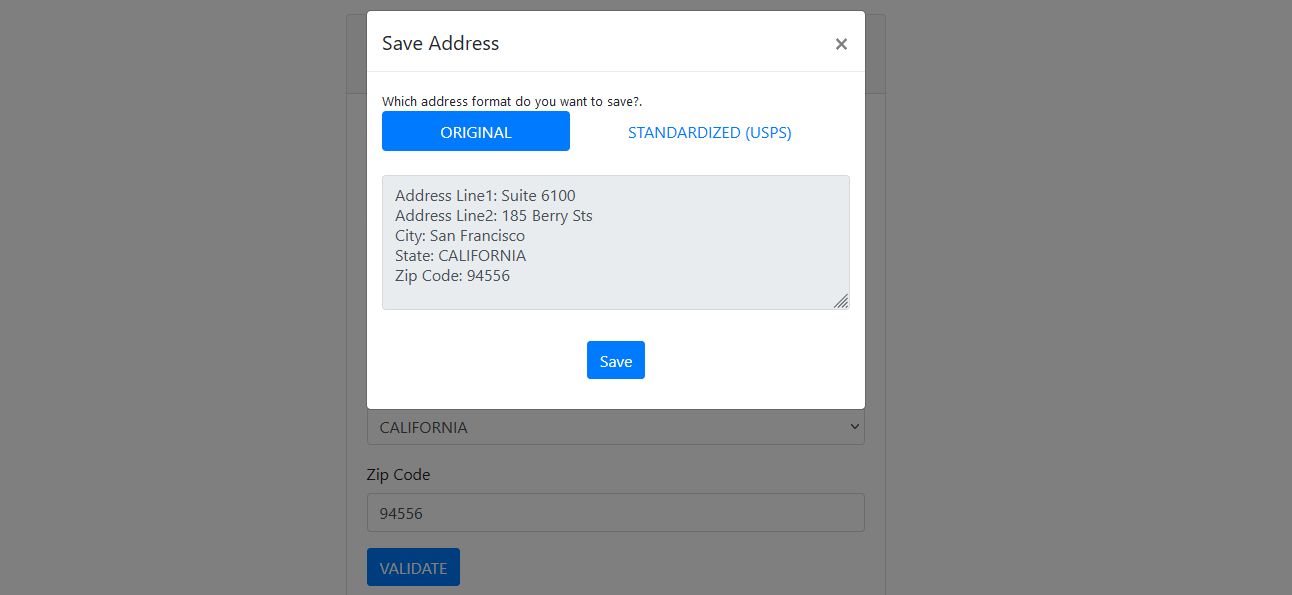 Save Address ×
Which address format do you want to save?.
ORIGINAL STANDARDIZED (USPS)
Address Line1: Suite 6100
Address Line2: 185 Berry Sts
City: San Francisco
State: CALIFORNIA
Zip Code: 94556
Save
CALIFORNIA
Zip Code
94556
VALIDATE